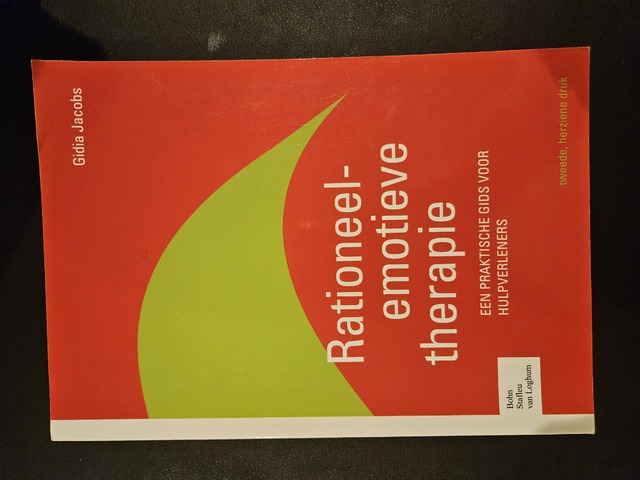 Gidia Jacobs
Rationeel-
emotieve
therapie
EEN PRAKTISCHE GIDS VOOR
HULPVERLENERS
Bohn
Stafleu
van Loghum
tweede, herziene druk